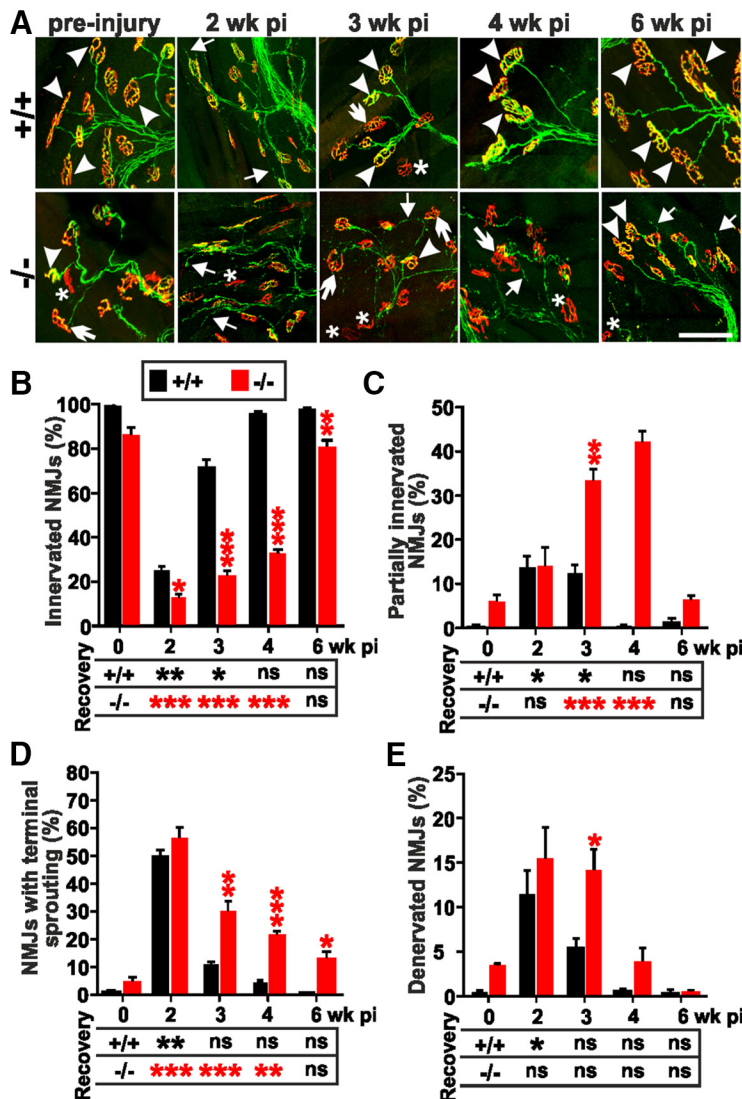 A pre-injury 2 wk pi 3 wk pi 4 wk pi 6 wk pi
+/+
* 
-/-
* * * * * *
B
+/+ -/-
Innervated NMJs (%)
100
80
60
40
20
0
* *** *** **
0 2 3 4 6 wk pi
Recovery
+/+ ** * ns ns
-/- *** *** *** ns
C
Partially innervated NMJs (%)
50
40
30
20
10
0
**
0 2 3 4 6 wk pi
Recovery
+/+ * * ns ns
-/- ns *** *** ns
D
NMJs with terminal
sprouting (%)
80
70
60
50
40
30
20
10
0
** *** *
0 2 3 4 6 wk pi
Recovery
+/+ ** ns ns ns
-/- *** *** ** ns
E
Denervated NMJs (%)
25
20
15
10
5
0
*
0 2 3 4 6 wk pi
Recovery
+/+ * ns ns ns
-/- ns ns ns ns